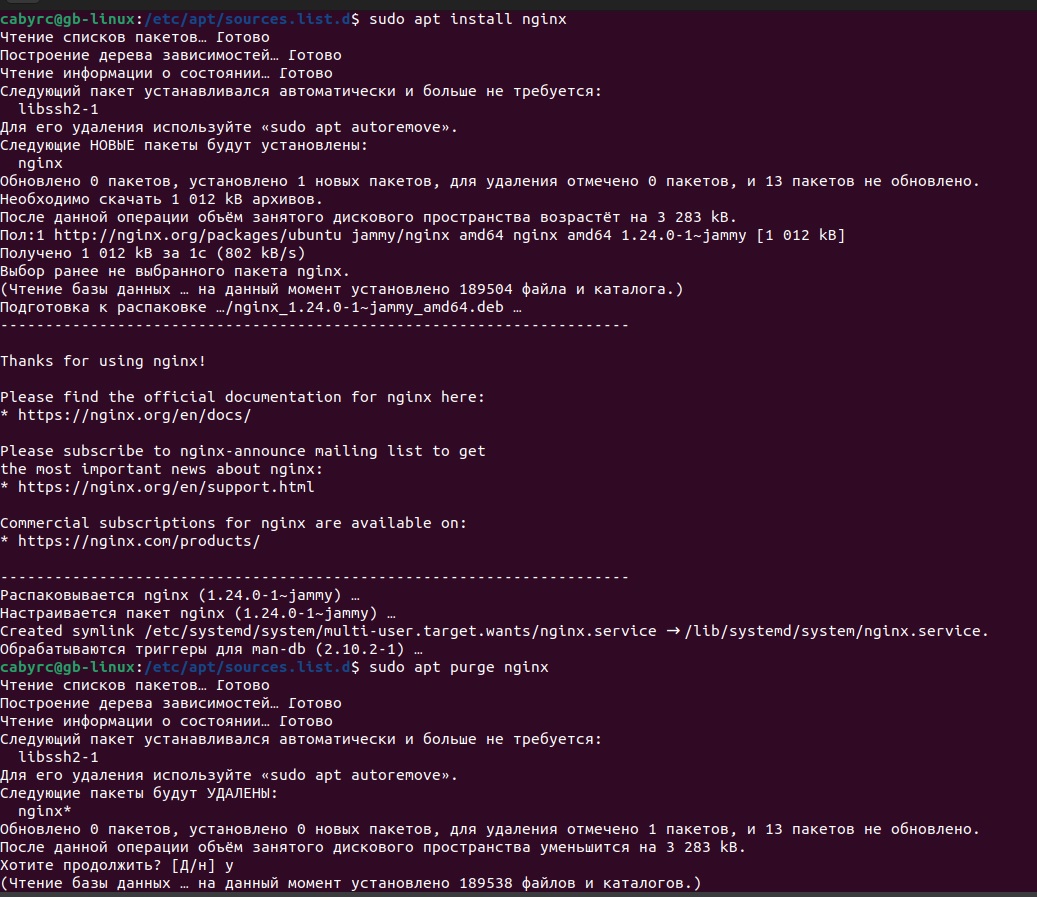 cabyrc@gb-linux:/etc/apt/sources.list.d$ sudo apt install nginx
Чтение списков пакетов… Готово
Построение дерева зависимостей… Готово
Чтение информации о состоянии… Готово
Следующий пакет устанавливался автоматически и больше не требуется:
  libssh2-1
Для его удаления используйте «sudo apt autoremove».
Следующие НОВЫЕ пакеты будут установлены:
  nginx
Обновлено 0 пакетов, установлено 1 новых пакетов, для удаления отмечено 0 пакетов, и 13 пакетов не обновлено.
Необходимо скачать 1 012 kB архивов.
После данной операции объём занятого дискового пространства возрастёт на 3 283 kB.
Пол:1 http://nginx.org/packages/ubuntu jammy/nginx amd64 nginx amd64 1.24.0-1~jammy [1 012 kB]
Получено 1 012 kB за 1с (802 kB/s)
Выбор ранее не выбранного пакета nginx.
(Чтение базы данных … на данный момент установлено 189504 файла и каталога.)
Подготовка к распаковке …/nginx_1.24.0-1~jammy_amd64.deb …
----------------------------------------------------------------------
Thanks for using nginx!
Please find the official documentation for nginx here:
* https://nginx.org/en/docs/
Please subscribe to nginx-announce mailing list to get
the most important news about nginx:
* https://nginx.org/en/support.html
Commercial subscriptions for nginx are available on:
* https://nginx.com/products/
----------------------------------------------------------------------
Распаковывается nginx (1.24.0-1~jammy) …
Настраивается пакет nginx (1.24.0-1~jammy) …
Created symlink /etc/systemd/system/multi-user.target.wants/nginx.service → /lib/systemd/system/nginx.service.
Обрабатываются триггеры для man-db (2.10.2-1) …
cabyrc@gb-linux:/etc/apt/sources.list.d$ sudo apt purge nginx
Чтение списков пакетов… Готово
Построение дерева зависимостей… Готово
Чтение информации о состоянии… Готово
Следующий пакет устанавливался автоматически и больше не требуется:
  libssh2-1
Для его удаления используйте «sudo apt autoremove».
Следующие пакеты будут УДАЛЕНЫ:
  nginx*
Обновлено 0 пакетов, установлено 0 новых пакетов, для удаления отмечено 1 пакетов, и 13 пакетов не обновлено.
После данной операции объём занятого дискового пространства уменьшится на 3 283 kB.
Хотите продолжить? [Д/н] y
(Чтение базы данных … на данный момент установлено 189538 файлов и каталогов.)